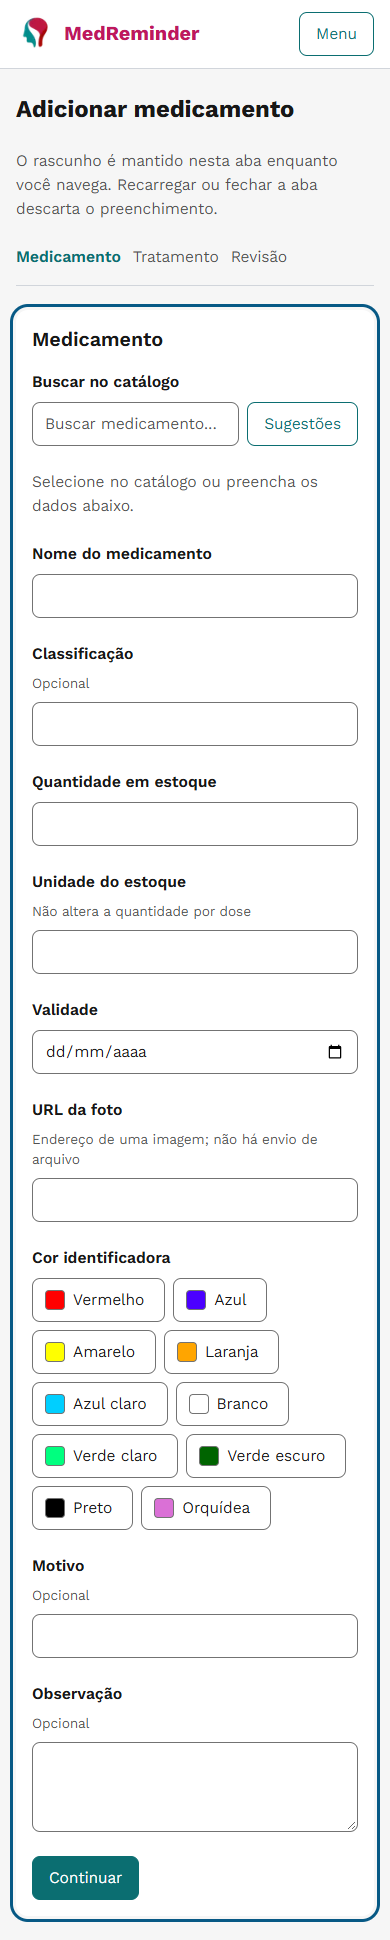 MedReminder
Menu
Adicionar medicamento
O rascunho é mantido nesta aba enquanto
você navega. Recarregar ou fechar a aba
descarta o preenchimento.
Medicamento Tratamento Revisão
Medicamento
Buscar no catálogo
Buscar medicamento...
Sugestões
Selecione no catálogo ou preencha os
dados abaixo.
Nome do medicamento
Classificação
Opcional
Quantidade em estoque
Unidade do estoque
Não altera a quantidade por dose
Validade
dd/mm/aaaa
URL da foto
Endereço de uma imagem; não há envio de
arquivo
Cor identificadora
Vermelho
Azul
Amarelo
Laranja
Azul claro
Branco
Verde claro
Verde escuro
Preto
Orquídea
Motivo
Opcional
Observação
Opcional
Continuar